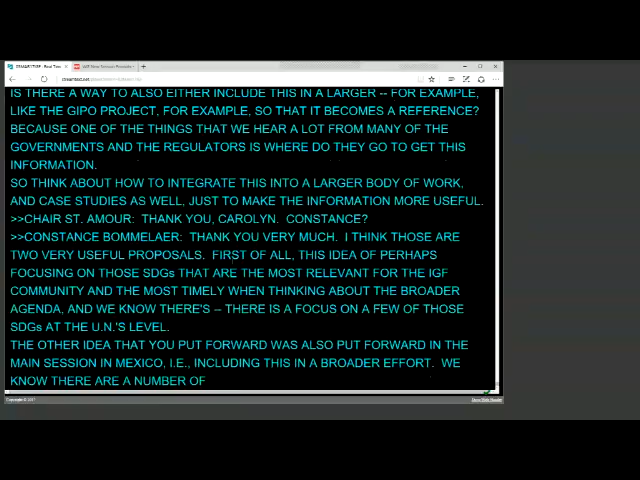 IS THERE A WAY TO ALSO EITHER INCLUDE THIS IN A LARGER -- FOR EXAMPLE,
LIKE THE GIPO PROJECT, FOR EXAMPLE, SO THAT IT BECOMES A REFERENCE?
BECAUSE ONE OF THE THINGS THAT WE HEAR A LOT FROM MANY OF THE
GOVERNMENTS AND THE REGULATORS IS WHERE DO THEY GO TO GET THIS
INFORMATION.
SO THINK ABOUT HOW TO INTEGRATE THIS INTO A LARGER BODY OF WORK,
AND CASE STUDIES AS WELL, JUST TO MAKE THE INFORMATION MORE USEFUL.
>>CHAIR ST. AMOUR:  THANK YOU, CAROLYN.  CONSTANCE?
>>CONSTANCE BOMMELAER:  THANK YOU VERY MUCH.  I THINK THOSE ARE
TWO VERY USEFUL PROPOSALS.  FIRST OF ALL, THIS IDEA OF PERHAPS
FOCUSING ON THOSE SDGs THAT ARE THE MOST RELEVANT FOR THE IGF
COMMUNITY AND THE MOST TIMELY WHEN THINKING ABOUT THE BROADER
AGENDA, AND WE KNOW THERE'S -- THERE IS A FOCUS ON A FEW OF THOSE
SDGs AT THE U.N.'S LEVEL.
THE OTHER IDEA THAT YOU PUT FORWARD WAS ALSO PUT FORWARD IN THE
MAIN SESSION IN MEXICO, I.E., INCLUDING THIS IN A BROADER EFFORT.  WE
KNOW THERE ARE A NUMBER OF